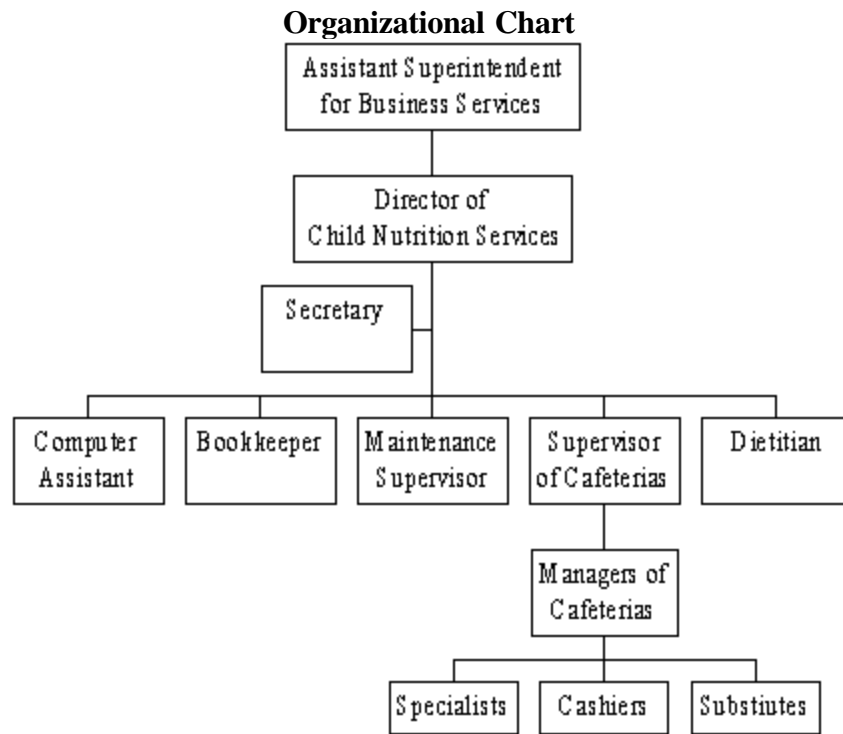 Organizational Chart
Assistant Superintendent
for Business Services
Director of
Child Nutrition Services
Secretary
Computer
Assistant
Bookkeeper
Maintenance
Supervisor
Supervisor
of Cafeterias
Dietitian
Managers of
Cafeterias
Specialists
Cashiers
Substiutes